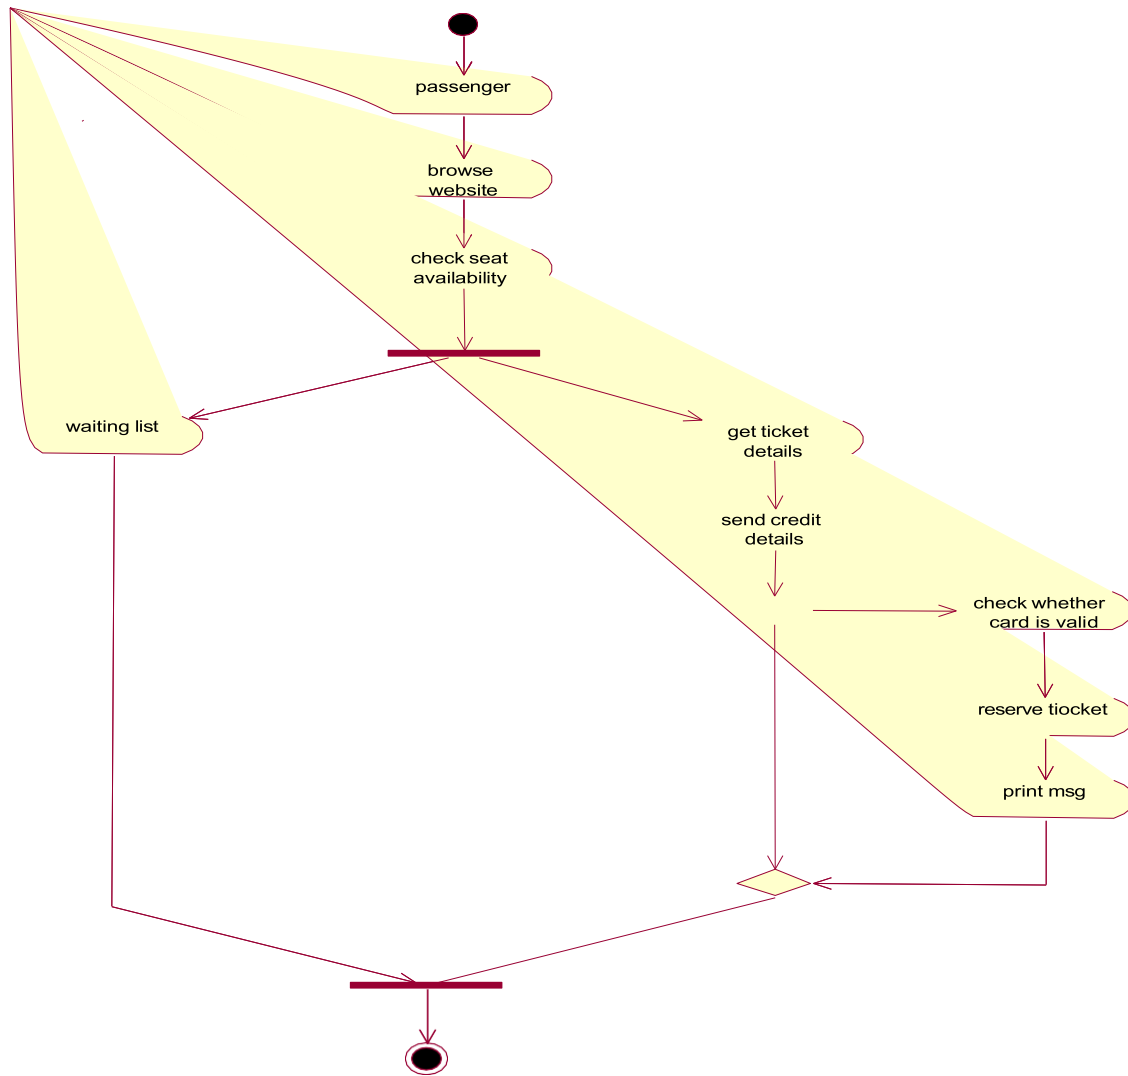 passenger
browse
website
check seat
availability
waiting list
get ticket
details
send credit
details
check whether
card is valid
reserve tiocket
print msg